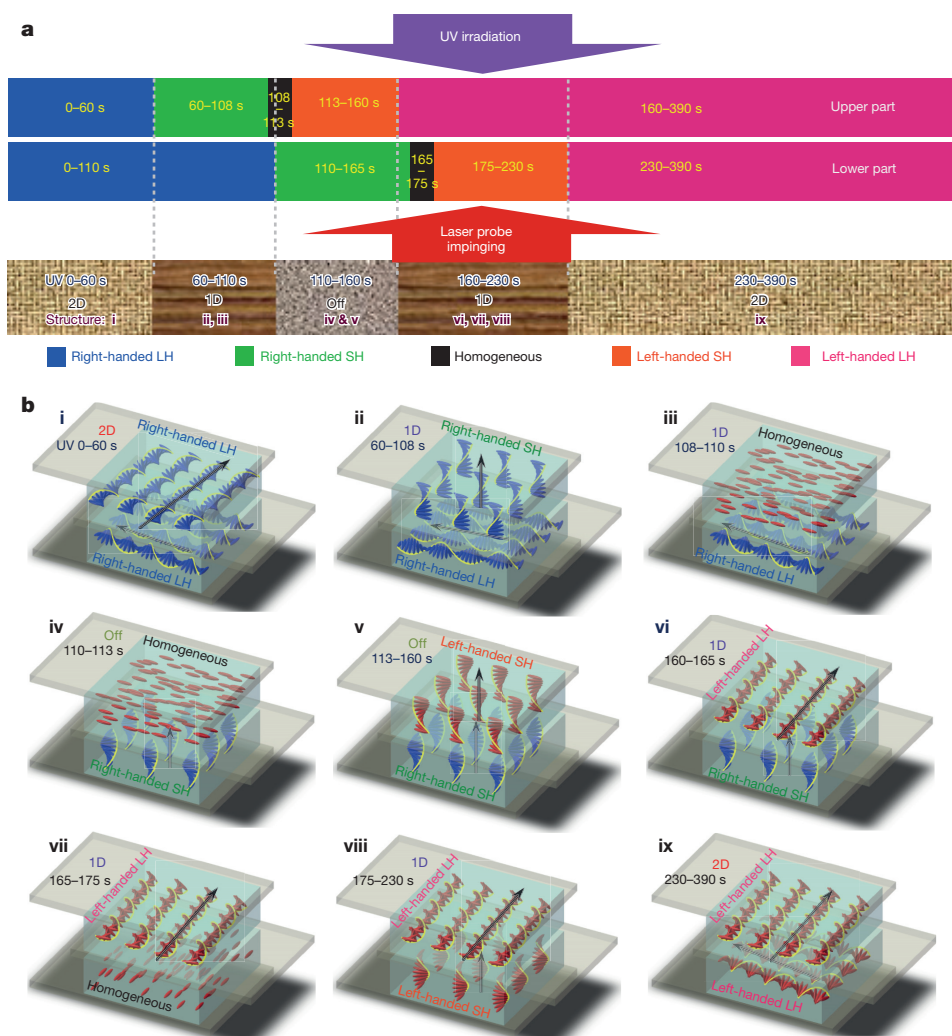 a
UV irradiation
0–60 s
60–108 s
108
–
113 s
113–160 s
160–390 s
Upper part
0–110 s
110–165 s
165
–
175 s
175–230 s
230–390 s
Lower part
Laser probe
impinging
UV 0–60 s
2D
Structure: i
60–110 s
1D
ii, iii
110–160 s
Off
iv & v
160–230 s
1D
vi, vii, viii
230–390 s
2D
ix
Right-handed LH
Right-handed SH
Homogeneous
Left-handed SH
Left-handed LH
b
i
2D
UV 0–60 s
Right-handed LH
Right-handed LH
ii
1D
60–108 s
Right-handed SH
Right-handed LH
iii
1D
108–110 s
Homogeneous
Right-handed LH
iv
Off
110–113 s
Homogeneous
Right-handed SH
v
Off
113–160 s
Left-handed SH
Right-handed SH
vi
1D
160–165 s
Left-handed LH
Right-handed SH
vii
1D
165–175 s
Left-handed LH
Homogeneous
viii
1D
175–230 s
Left-handed LH
Left-handed SH
ix
2D
230–390 s
Left-handed LH
Left-handed LH